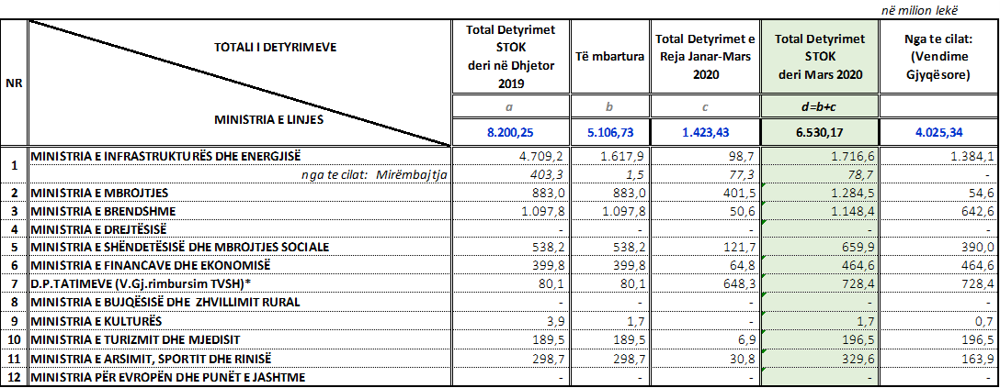 në milion lekë
NR TOTALI I DETYRIMEVE MINISTRIA E LINJES Total Detyrimet STOK deri në Dhjetor 2019 Të mbartura Total Detyrimet e Reja Janar-Mars 2020 Total Detyrimet STOK deri Mars 2020 Nga te cilat: (Vendime Gjyqësore)
a b c d=b+c
8.200,25 5.106,73 1.423,43 6.530,17 4.025,34
1 MINISTRIA E INFRASTRUKTURËS DHE ENERGJISË 4.709,2 1.617,9 98,7 1.716,6 1.384,1
nga te cilat: Mirëmbajtja 403,3 1,5 77,3 78,7 -
2 MINISTRIA E MBROJTJES 883,0 883,0 401,5 1.284,5 54,6
3 MINISTRIA E BRENDSHME 1.097,8 1.097,8 50,6 1.148,4 642,6
4 MINISTRIA E DREJTËSISË - - - - -
5 MINISTRIA E SHËNDETËSISË DHE MBROJTJES SOCIALE 538,2 538,2 121,7 659,9 390,0
6 MINISTRIA E FINANCAVE DHE EKONOMISË 399,8 399,8 64,8 464,6 464,6
7 D.P.TATIMEVE (V.Gj.rimbursim TVSH)* 80,1 80,1 648,3 728,4 728,4
8 MINISTRIA E BUJQËSISË DHE ZHVILLIMIT RURAL - - - - -
9 MINISTRIA E KULTURËS 3,9 1,7 - 1,7 0,7
10 MINISTRIA E TURIZMIT DHE MJEDISIT 189,5 189,5 6,9 196,5 196,5
11 MINISTRIA E ARSIMIT, SPORTIT DHE RINISË 298,7 298,7 30,8 329,6 163,9
12 MINISTRIA PËR EVROPËN DHE PUNËT E JASHTME - - - - -